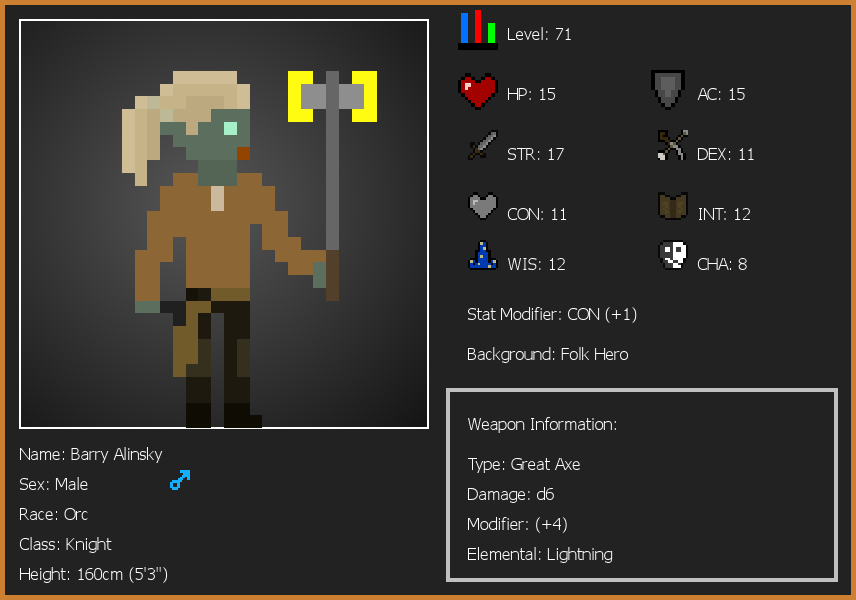 Level: 71
HP: 15
AC: 15
STR: 17
DEX: 11
CON: 11
INT: 12
WIS: 12
CHA: 8
Stat Modifier: CON (+1)
Background: Folk Hero
Weapon Information:
Type: Great Axe
Damage: d6
Modifier: (+4)
Elemental: Lightning
Name: Barry Alinsky
Sex: Male
Race: Orc
Class: Knight
Height: 160cm (5'3")